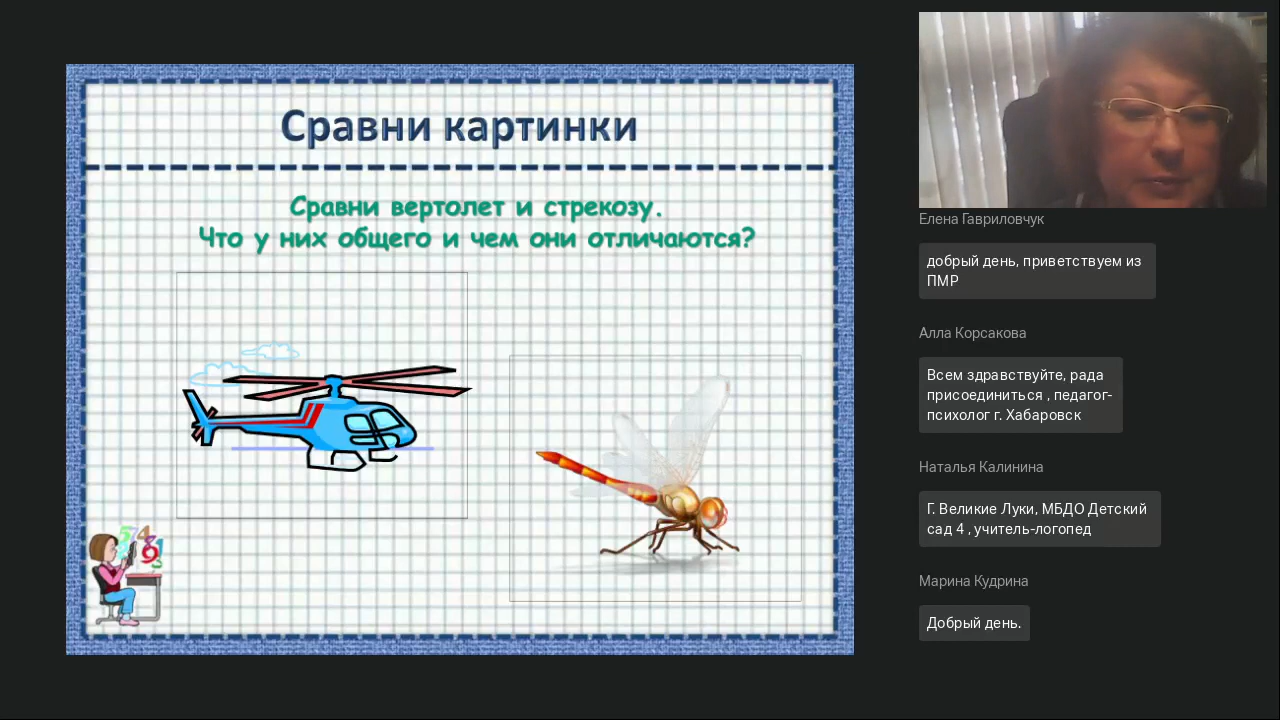 Сравни картинки
Сравни вертолет и стрекозу.
Что у них общего и чем они отличаются?
Елена Гавриловчук
добрый день, приветствуем из
ПМР
Алла Корсакова
Всем здравствуйте, рада
присоединиться , педагог-
психолог г. Хабаровск
Наталья Калинина
Г. Великие Луки, МБДО Детский
сад 4 , учитель-логопед
Марина Кудрина
Добрый день.